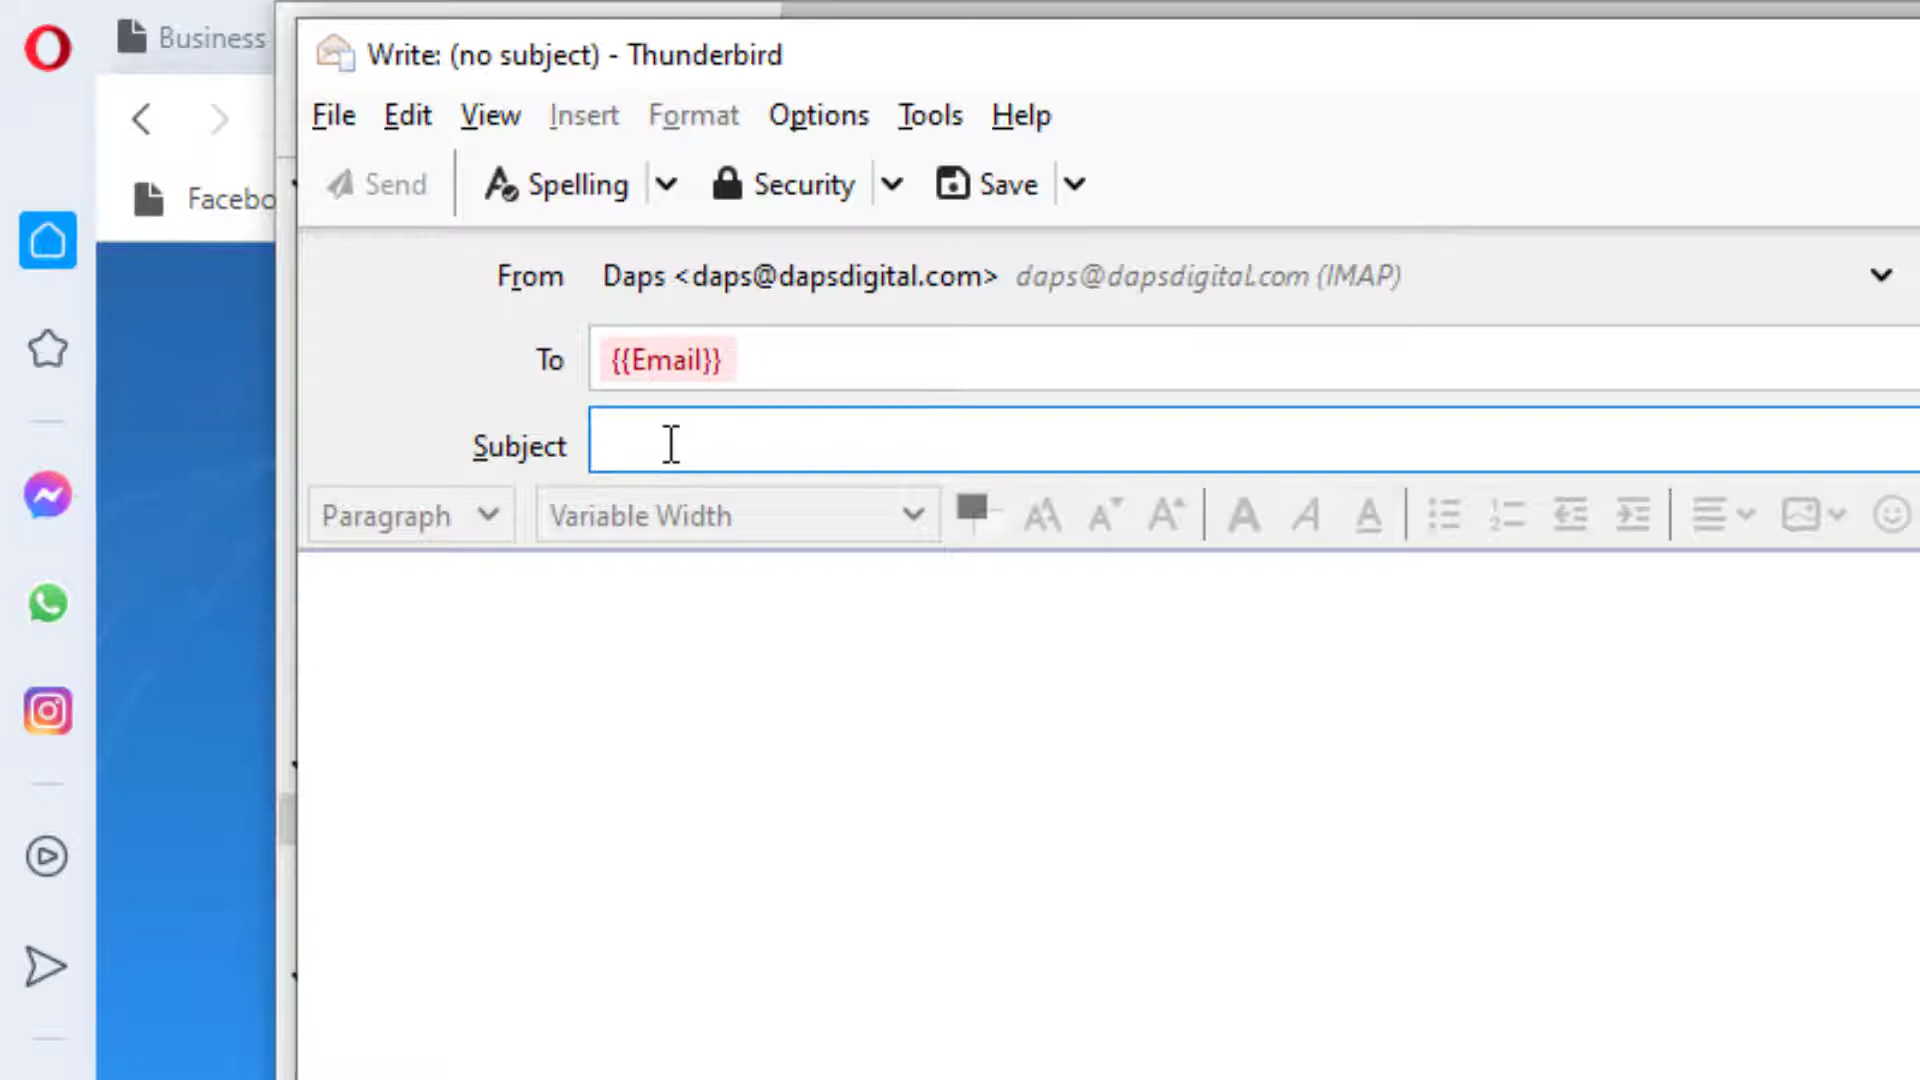 Business
Write: (no subject) - Thunderbird
File Edit View Insert Format Options Tools Help
Facebo
Send Spelling Security Save
From Daps <daps@dapsdigital.com> daps@dapsdigital.com (IMAP)
To {{Email}}
Subject
Paragraph Variable Width